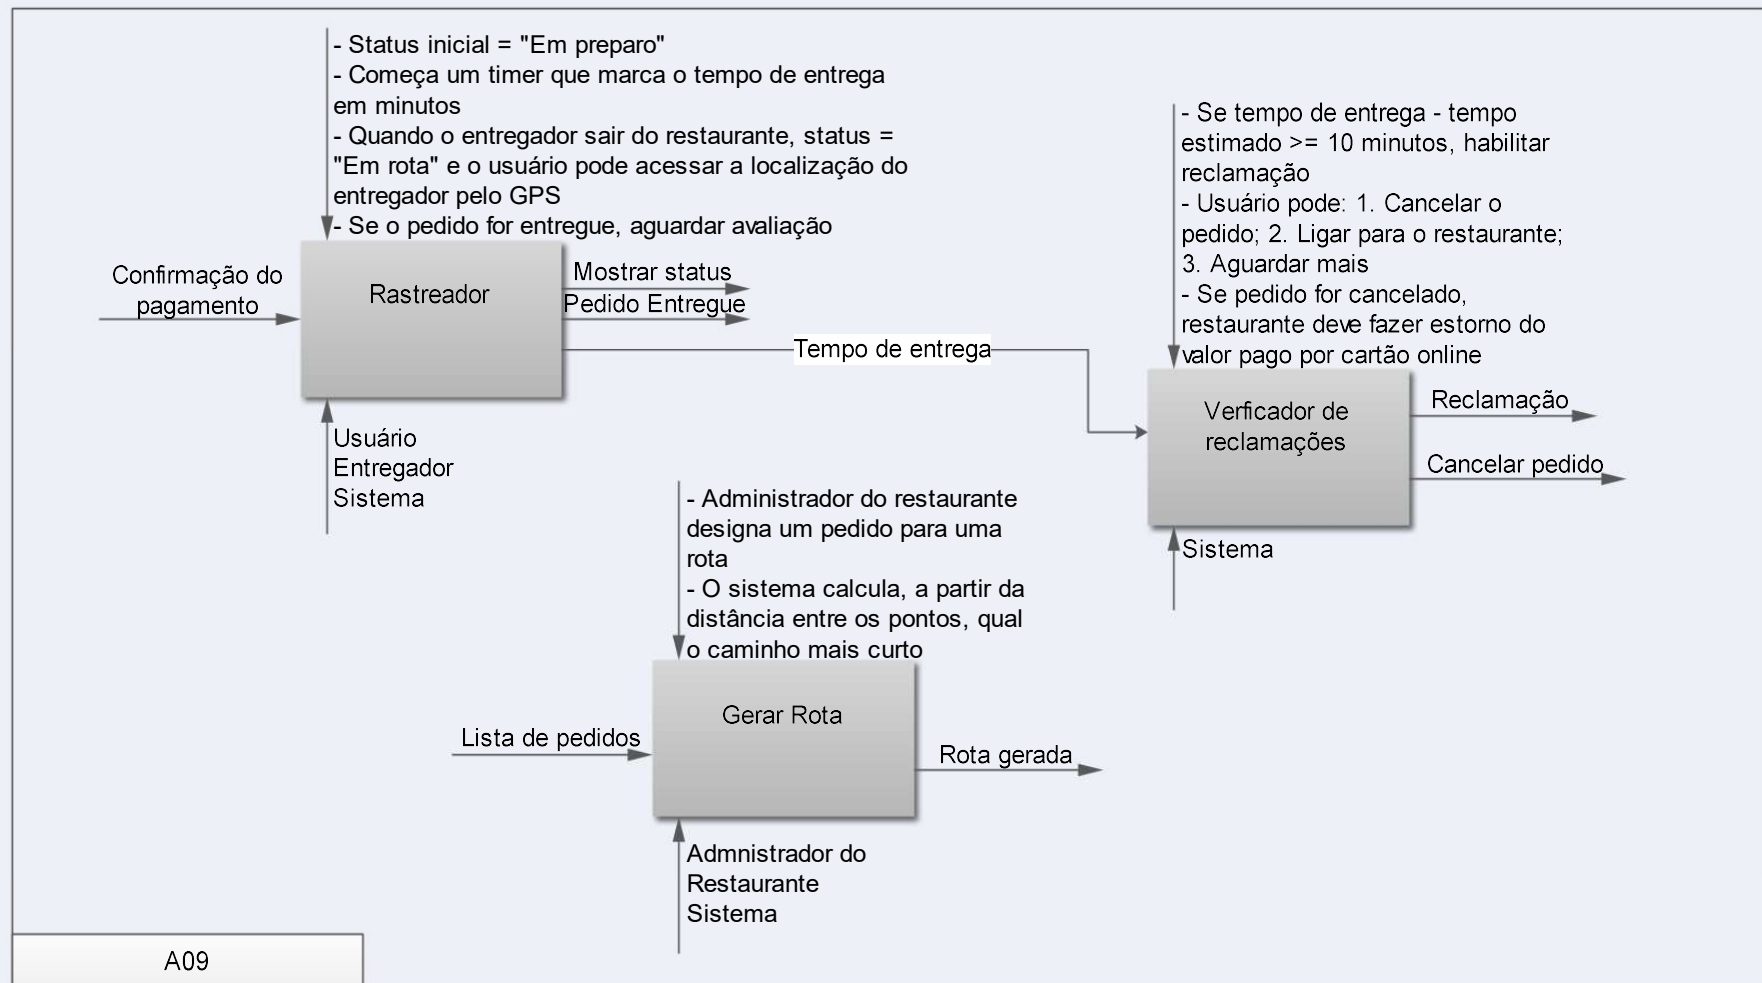 - Status inicial = "Em preparo"
- Começa um timer que marca o tempo de entrega
em minutos
- Quando o entregador sair do restaurante, status =
"Em rota" e o usuário pode acessar a localização do
entregador pelo GPS
- Se o pedido for entregue, aguardar avaliação
Confirmação do
pagamento
Rastreador
Mostrar status
Pedido Entregue
Tempo de entrega
Usuário
Entregador
Sistema
- Se tempo de entrega - tempo
estimado >= 10 minutos, habilitar
reclamação
- Usuário pode: 1. Cancelar o
pedido; 2. Ligar para o restaurante;
3. Aguardar mais
- Se pedido for cancelado,
restaurante deve fazer estorno do
valor pago por cartão online
Verficador de
reclamações
Reclamação
Cancelar pedido
Sistema
- Administrador do restaurante
designa um pedido para uma
rota
- O sistema calcula, a partir da
distância entre os pontos, qual
o caminho mais curto
Lista de pedidos
Gerar Rota
Rota gerada
Admnistrador do
Restaurante
Sistema
A09